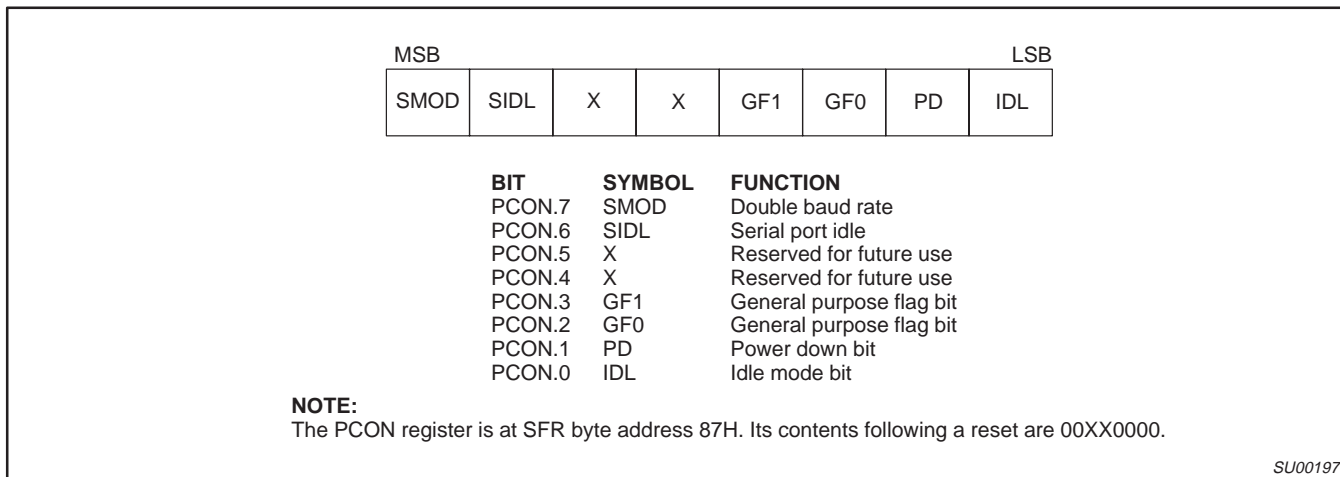 MSB LSB
SMOD SIDL X X GF1 GF0 PD IDL
BIT SYMBOL FUNCTION
PCON.7 SMOD Double baud rate
PCON.6 SIDL Serial port idle
PCON.5 X Reserved for future use
PCON.4 X Reserved for future use
PCON.3 GF1 General purpose flag bit
PCON.2 GF0 General purpose flag bit
PCON.1 PD Power down bit
PCON.0 IDL Idle mode bit
NOTE:
The PCON register is at SFR byte address 87H. Its contents following a reset are 00XX0000.
SU00197